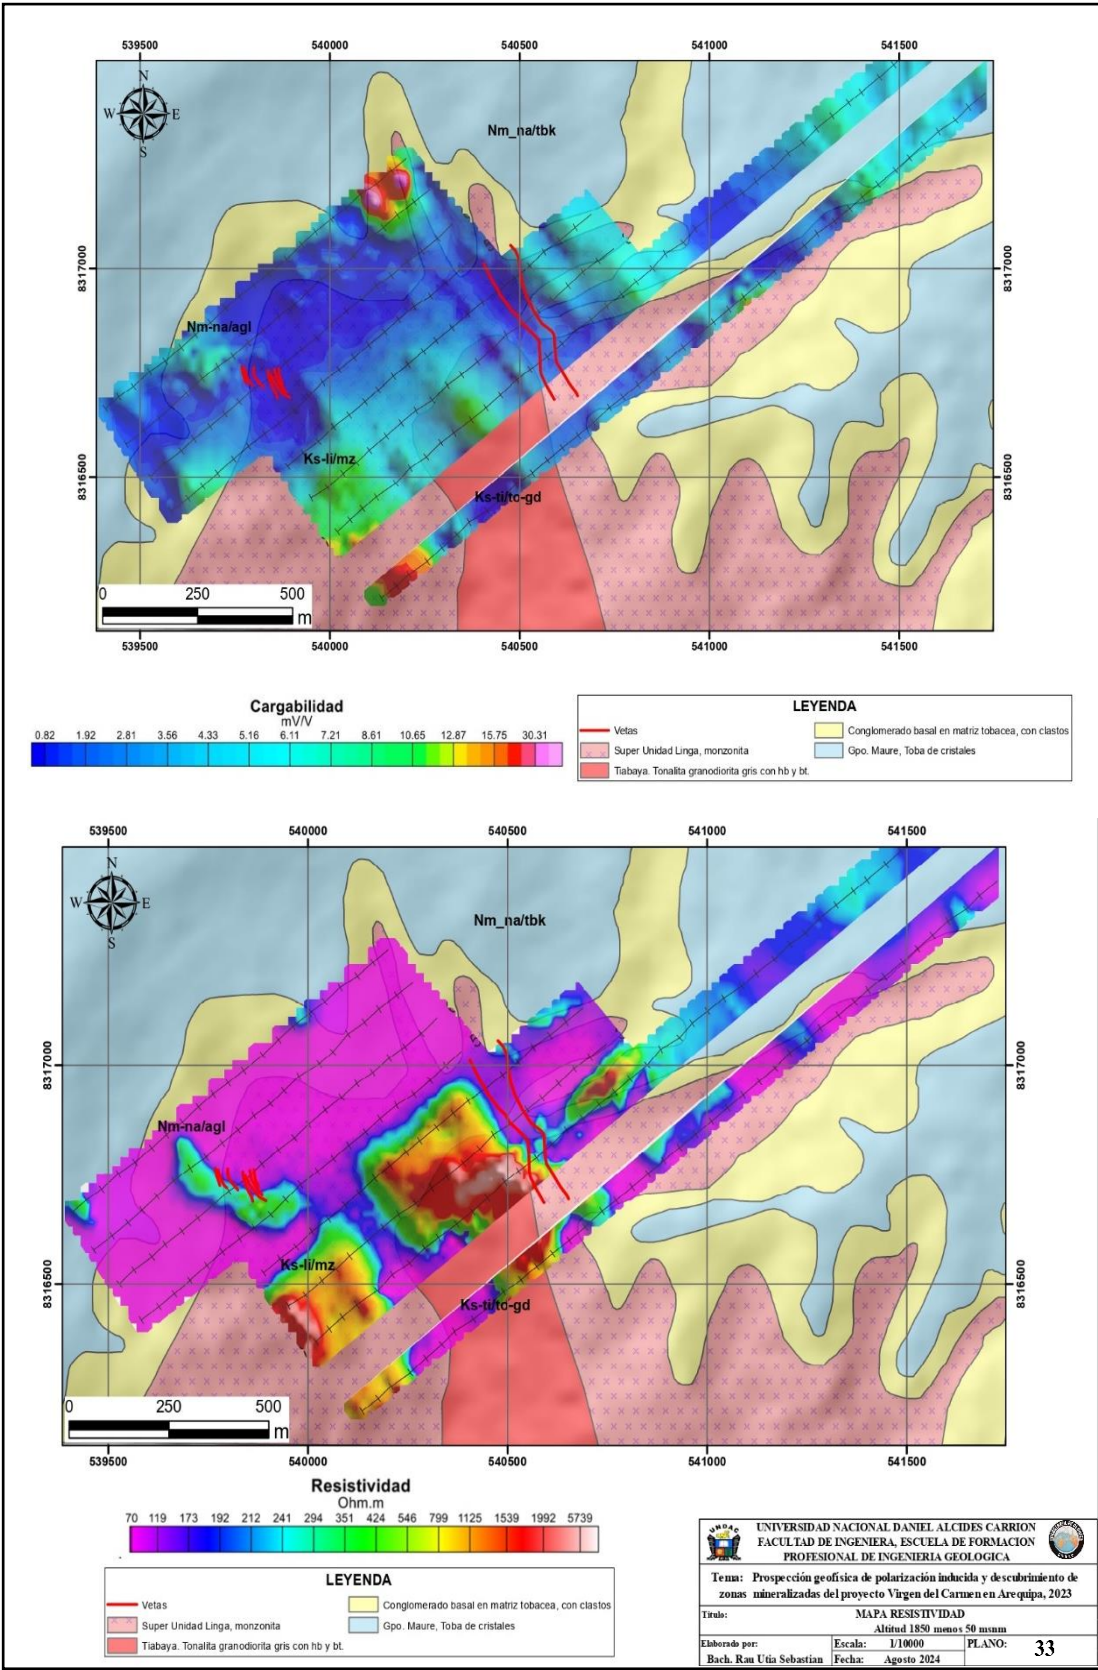 539500 540000 540500 541000 541500
N
W E
S
Nm_na/tbk
8317000 8317000
Nm-na/agl
Ks-li/mz
8316500 8316500
Ks-ti/to-gd
0 250 500
m
539500 540000 540500 541000 541500
Cargabilidad
mV/V
0.82 1.92 2.81 3.56 4.33 5.16 6.11 7.21 8.61 10.65 12.87 15.75 30.31
LEYENDA
Vetas
Conglomerado basal en matriz tobacea, con clastos
Super Unidad Linga, monzonita
Gpo. Maure, Toba de cristales
Tiabaya. Tonalita granodiorita gris con hb y bt.
539500 540000 540500 541000 541500
N
W E
S
Nm_na/tbk
8317000 8317000
Nm-na/agl
Ks-li/mz
8316500 8316500
Ks-ti/to-gd
0 250 500
m
539500 540000 540500 541000 541500
Resistividad
Ohm.m
70 119 173 192 212 241 294 351 424 546 799 1125 1539 1992 5739
LEYENDA
Vetas
Conglomerado basal en matriz tobacea, con clastos
Super Unidad Linga, monzonita
Gpo. Maure, Toba de cristales
Tiabaya. Tonalita granodiorita gris con hb y bt.
UNDAC
UNIVERSIDAD NACIONAL DANIEL ALCIDES CARRION
FACULTAD DE INGENIERA, ESCUELA DE FORMACION
PROFESIONAL DE INGENIERIA GEOLOGICA
Tema: Prospección geofísica de polarización inducida y descubrimiento de
zonas mineralizadas del proyecto Virgen del Carmen en Arequipa, 2023
Titulo: MAPA RESISTIVIDAD
Altitud 1850 menos 50 msnm
Elaborado por: Escala: 1/10000 PLANO: 33
Bach. Rau Utia Sebastian Fecha: Agosto 2024